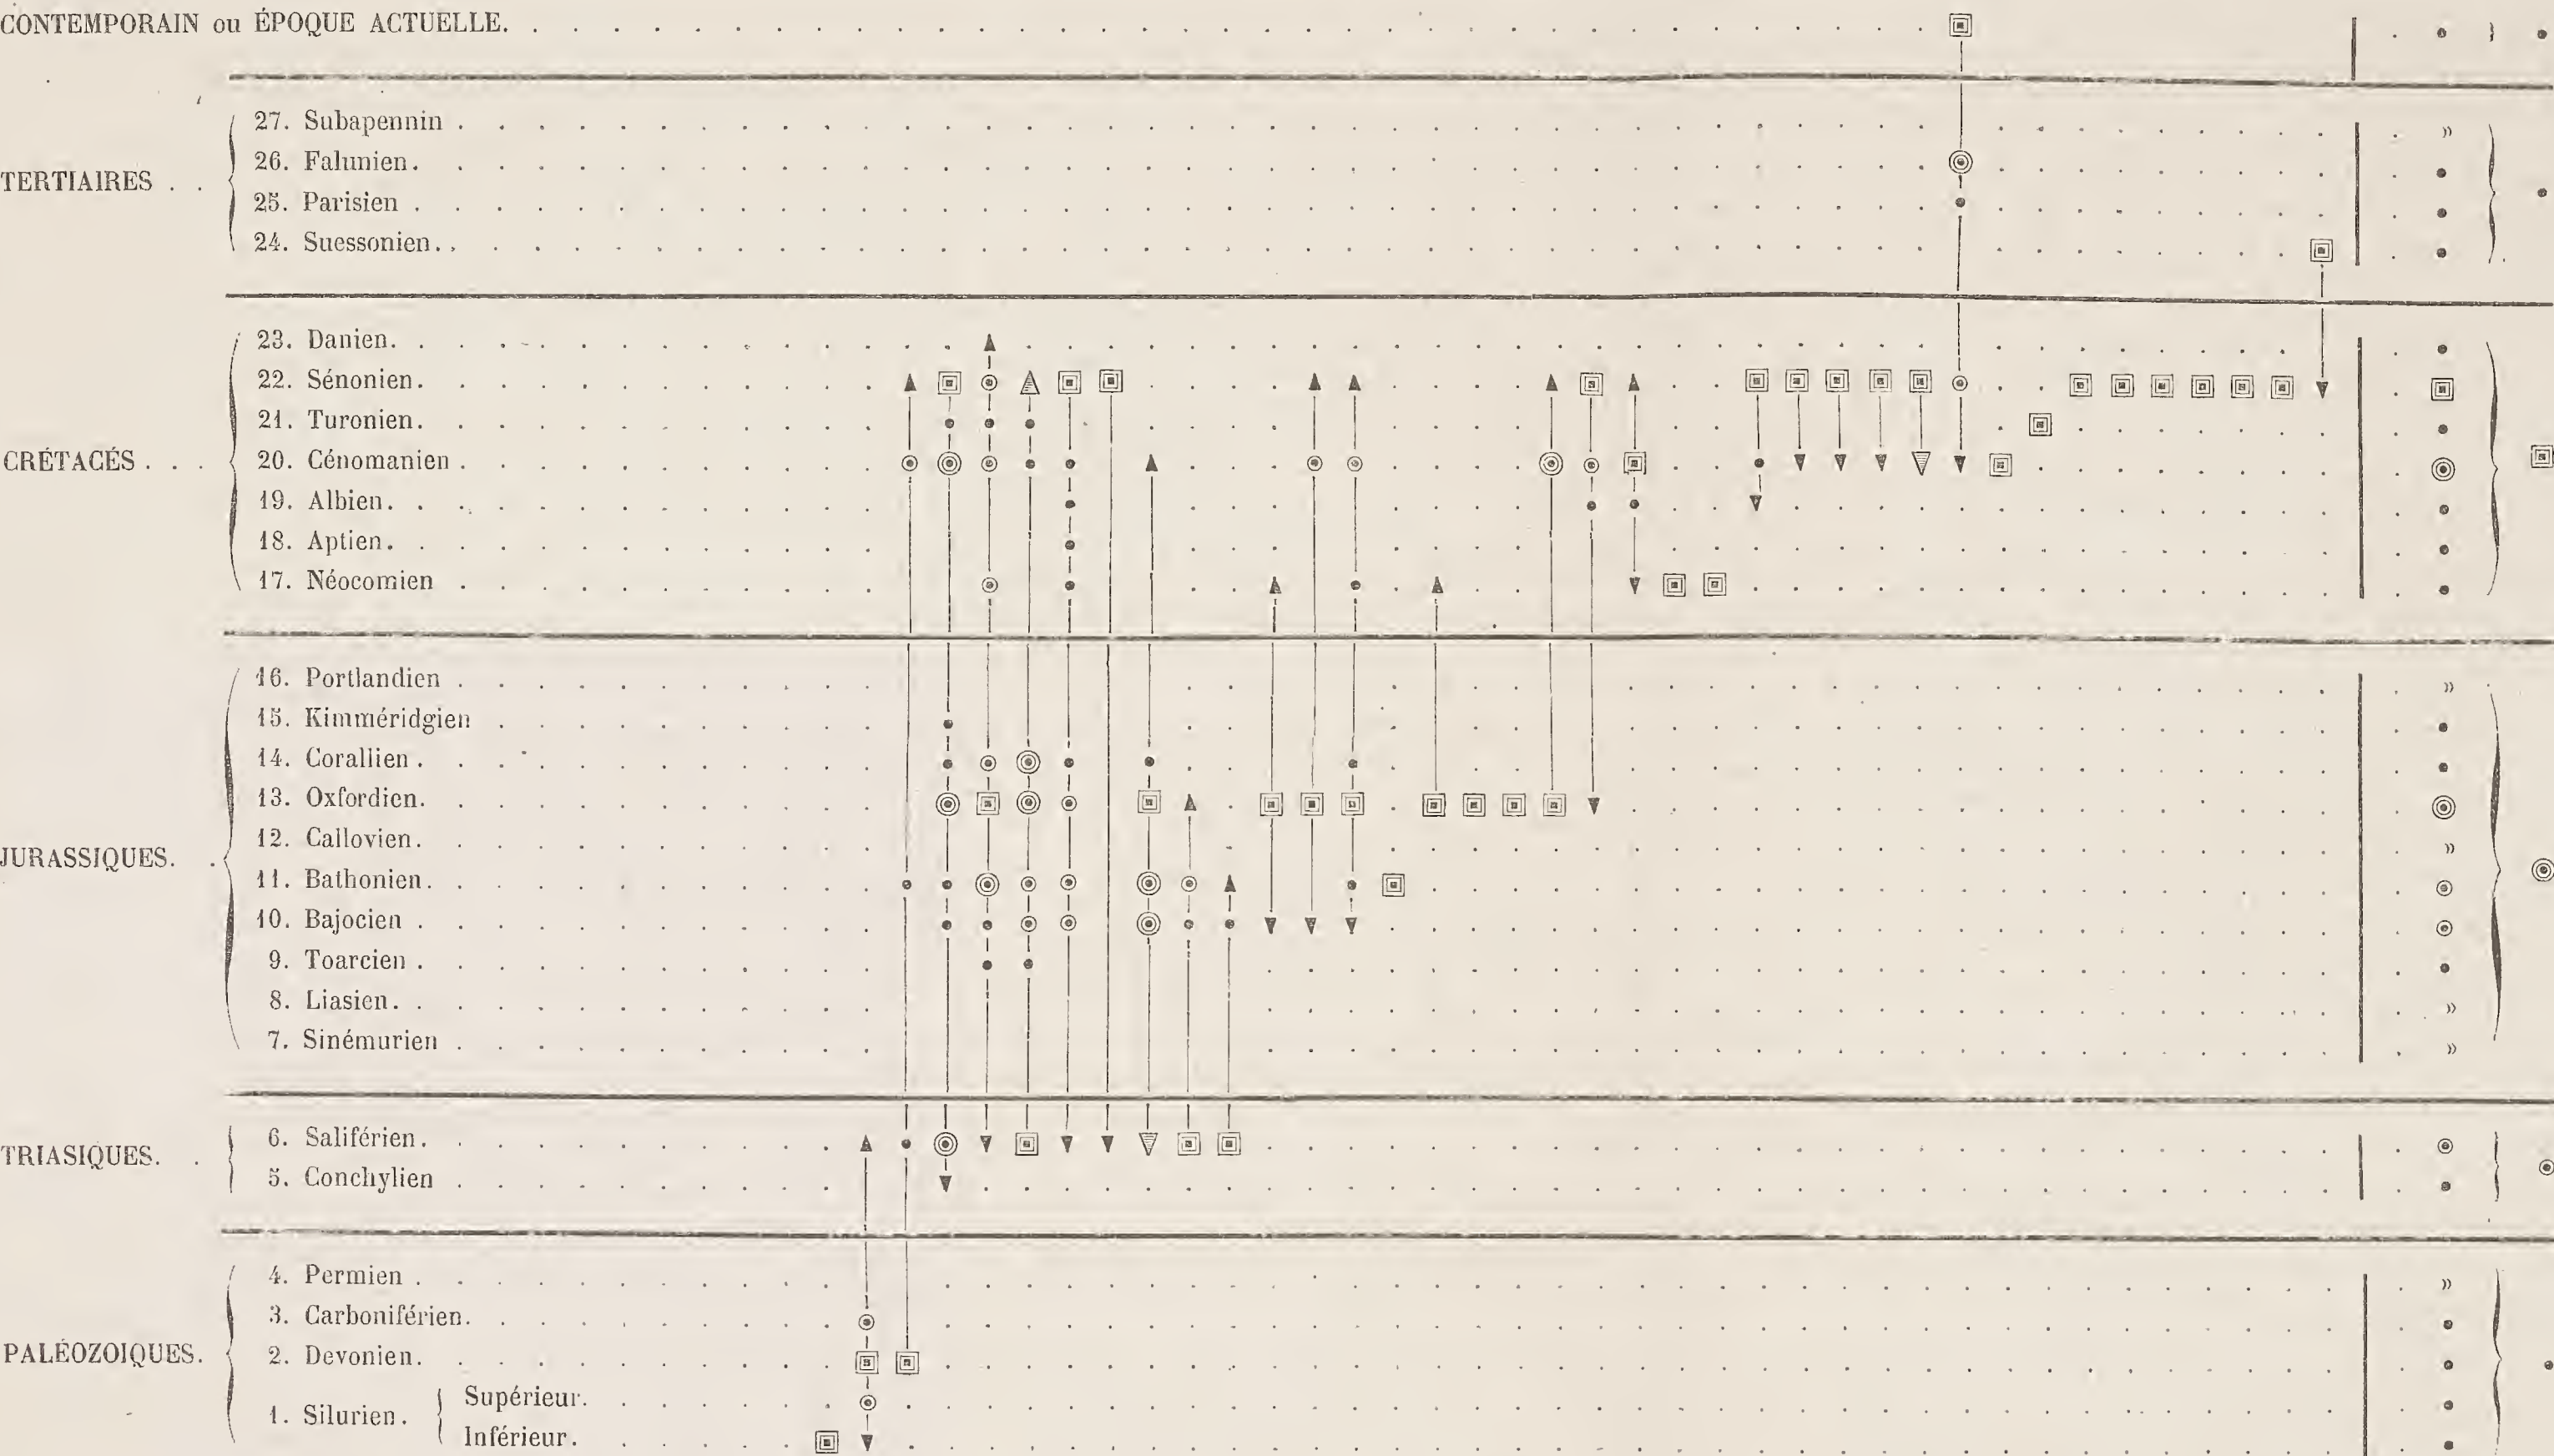 CONTEMPORAIN ou ÉPOQUE ACTUELLE.
27. Subapennin
26. Falunien.
TERTIAIRES
25. Parisien
24. Suessonien.
23. Danien.
22. Sénonien.
21. Turonien.
CRÉTACÉS
20. Cénomanien
19. Albien.
18. Aptien.
17. Néocomien
16. Portlandien
15. Kimméridgien
14. Corallien
13. Oxfordien.
12. Callovien.
JURASSIQUES.
11. Bathonien.
10. Bajocien
9. Toarcien
8. Liasien.
7. Sinémurien
6. Saliférien.
TRIASIQUES.
5. Conchylien
4. Permien
3. Carboniférien.
PALÉOZOIQUES.
2. Devonien.
Supérieur.
1. Silurien.
Inférieur.